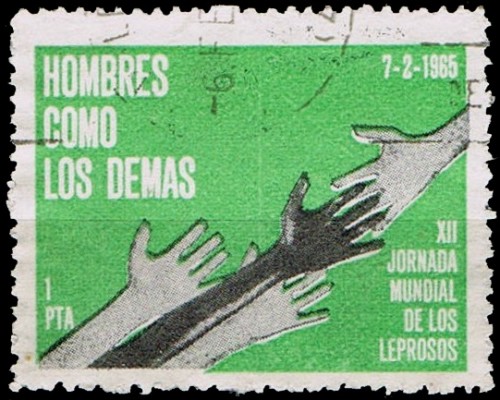 HOMBRES
COMO
LOS DEMAS
7-2-1965
1
PTA
XII
JORNADA
MUNDIAL
DE LOS
LEPROSOS